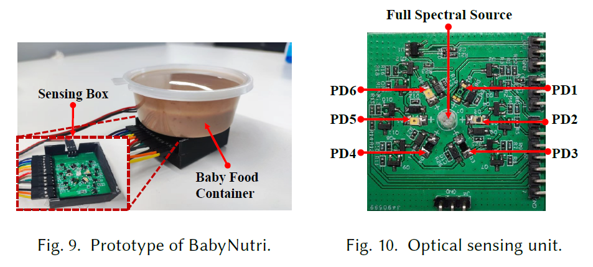 Full Spectral Source
Sensing Box
Baby Food
Container
PD6
PD1
PD5
PD2
PD4
PD3
Fig. 9. Prototype of BabyNutri.
Fig. 10. Optical sensing unit.